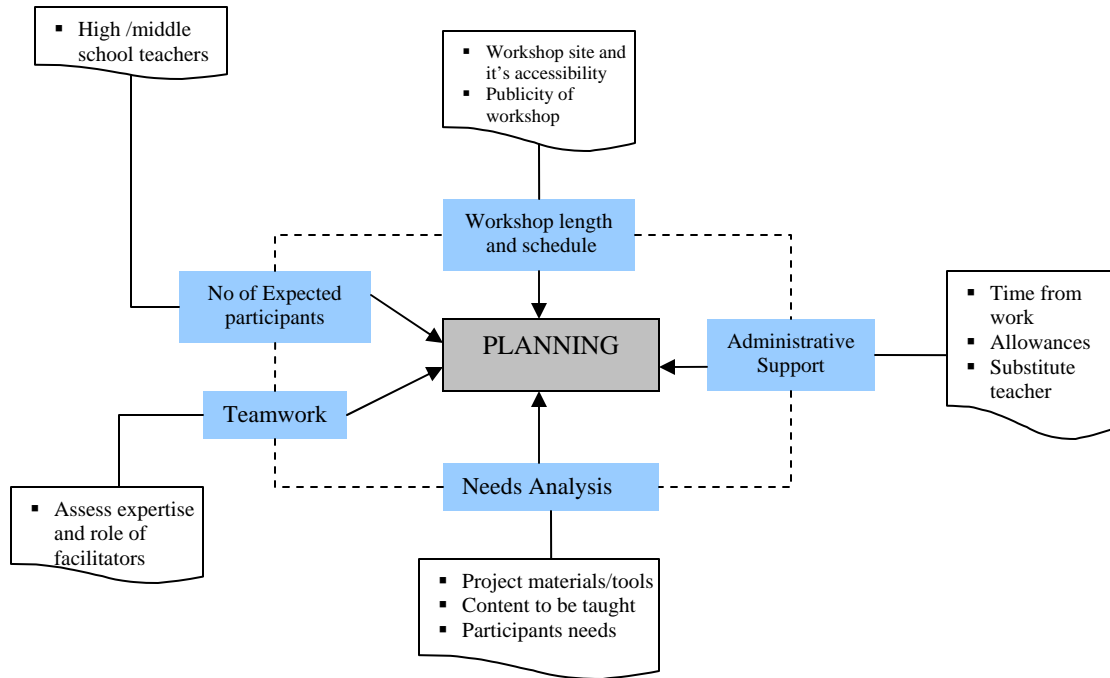 ▪ High /middle
school teachers
▪ Workshop site and
it's accessibility
▪ Publicity of
workshop
Workshop length
and schedule
No of Expected
participants
PLANNING
Administrative
Support
▪ Time from
work
▪ Allowances
▪ Substitute
teacher
Teamwork
Needs Analysis
▪ Assess expertise
and role of
facilitators
▪ Project materials/tools
▪ Content to be taught
▪ Participants needs